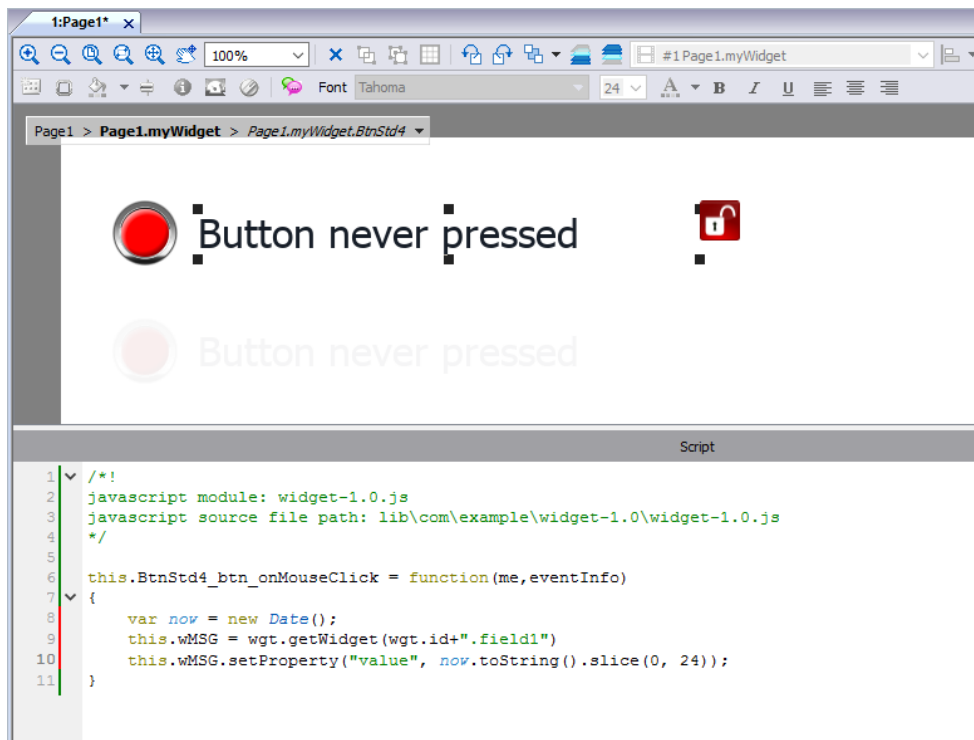 1:Page1* x
100% #1 Page1.myWidget
Font Tahoma 24 A B I U
Page1 > Page1.myWidget > Page1.myWidget.BtnStd4
Button never pressed
Button never pressed
Script
1 /*!
2 javascript module: widget-1.0.js
3 javascript source file path: lib\com\example\widget-1.0\widget-1.0.js
4 */
5
6 this.BtnStd4_btn_onMouseClick = function(me,eventInfo)
7 {
8 var now = new Date();
9 this.wMSG = wgt.getWidget(wgt.id+".field1")
10 this.wMSG.setProperty("value", now.toString().slice(0, 24));
11 }